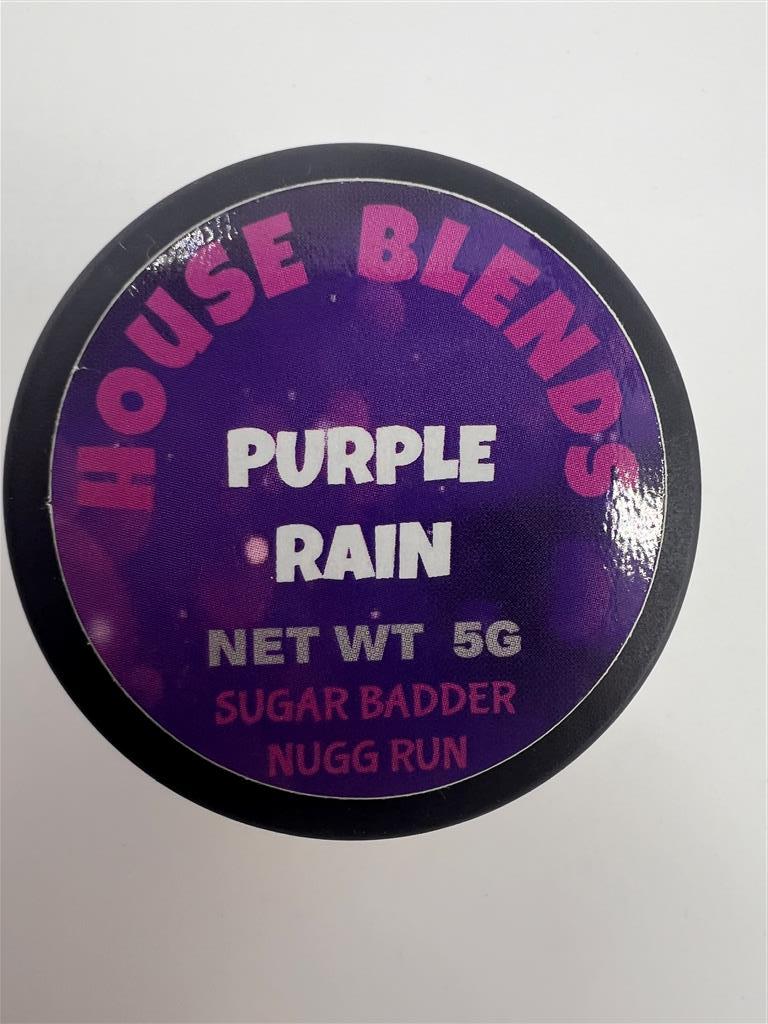 HOUSE BLENDS
PURPLE
RAIN
NET WT 5G
SUGAR BADDER
NUGG RUN